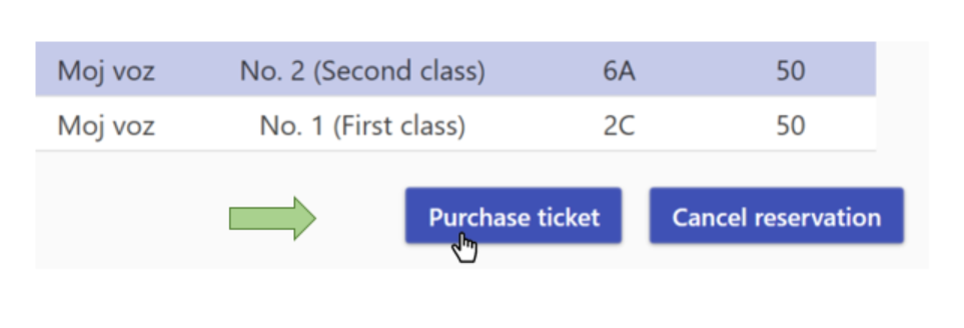 Moj voz No. 2 (Second class) 6A 50
Moj voz No. 1 (First class) 2C 50
Purchase ticket Cancel reservation